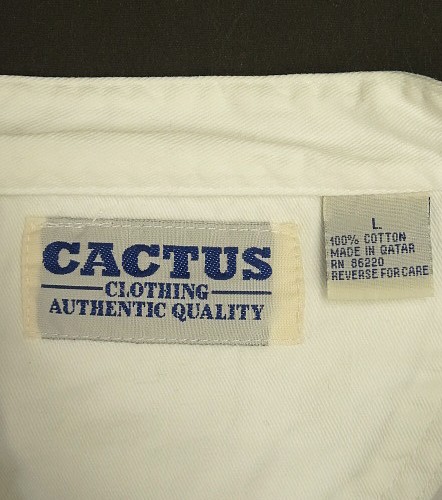 CACTUS
CLOTHING
AUTHENTIC QUALITY
L
100% COTTON
MADE IN QATAR
RN 86220
REVERSE FOR CARE